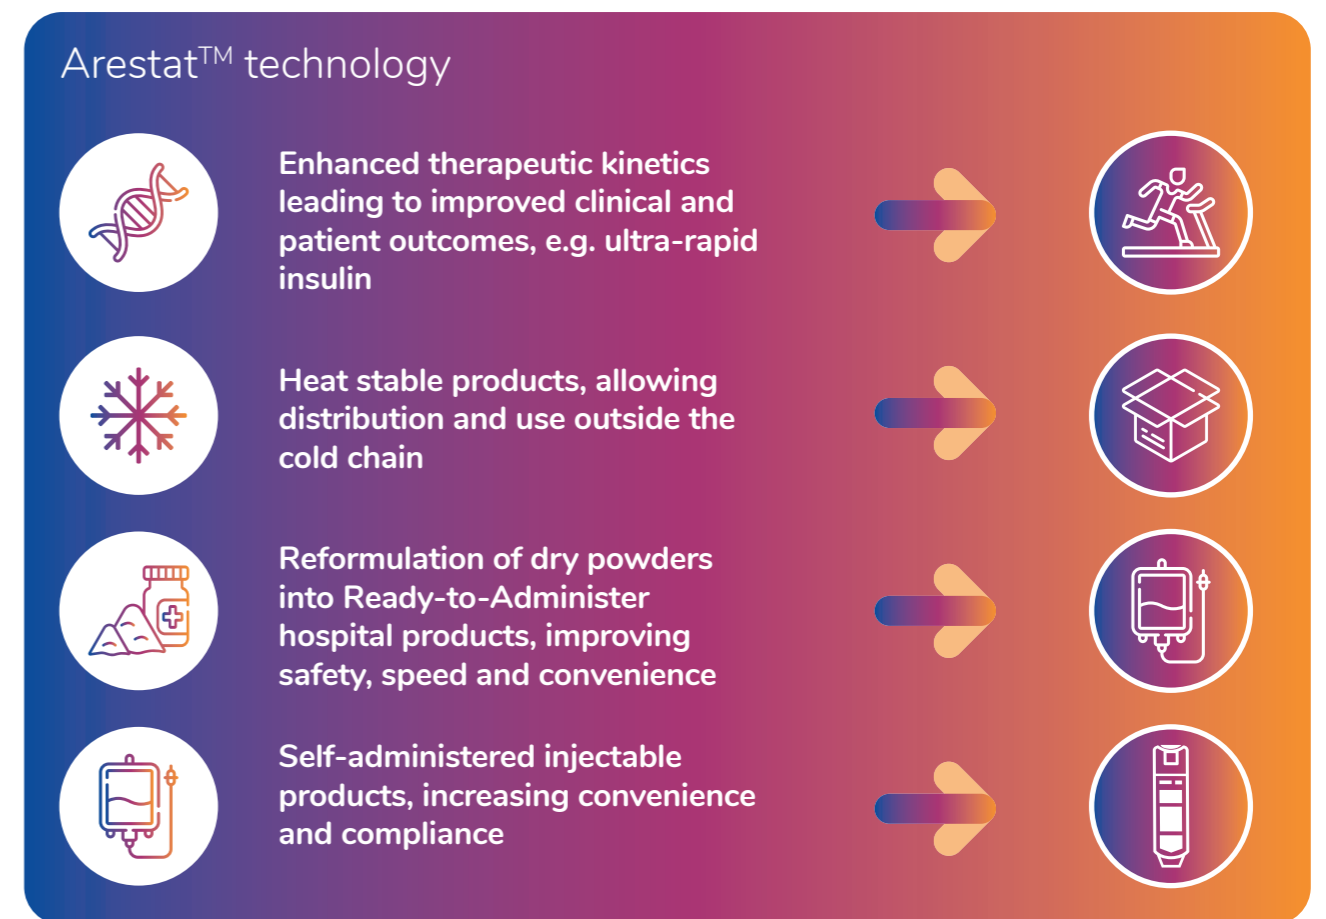 Arestat™ technology
Enhanced therapeutic kinetics
leading to improved clinical and
patient outcomes, e.g. ultra-rapid
insulin
Heat stable products, allowing
distribution and use outside the
cold chain
Reformulation of dry powders
into Ready-to-Administer
hospital products, improving
safety, speed and convenience
Self-administered injectable
products, increasing convenience
and compliance